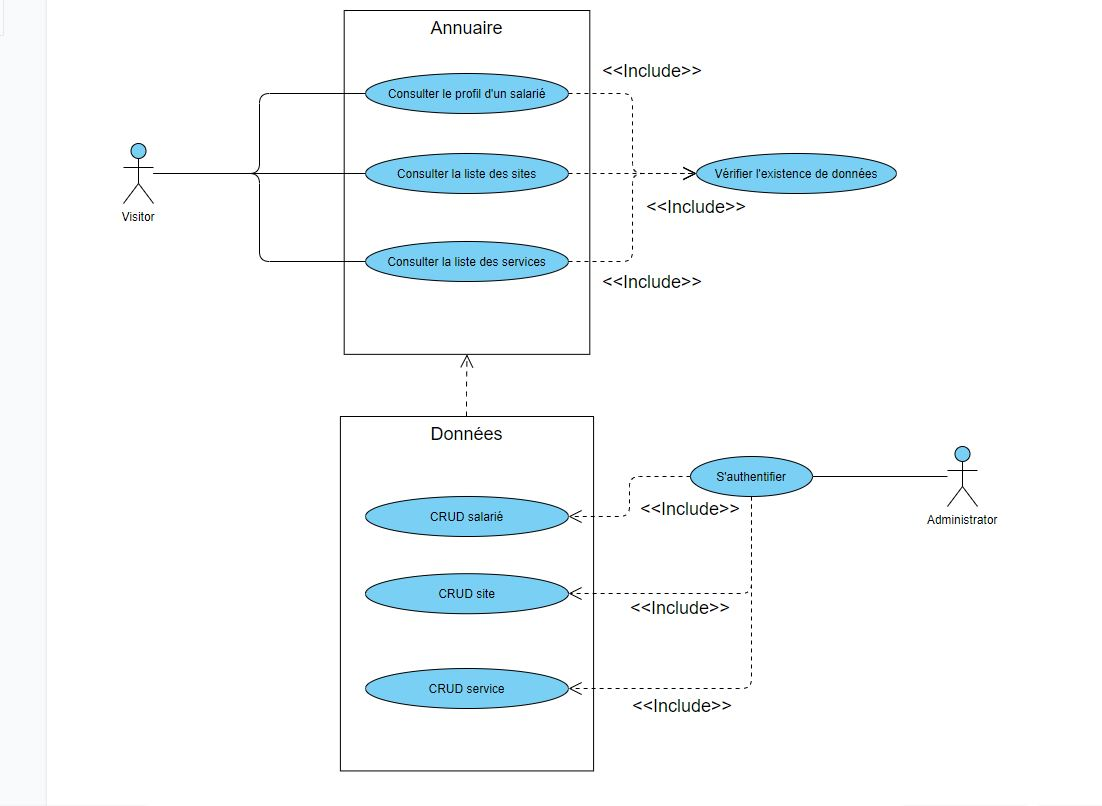 Annuaire
<<Include>>
Consulter le profil d'un salarié
Consulter la liste des sites
Vérifier l'existence de données
<<Include>>
Visitor
Consulter la liste des services
<<Include>>
Données
S'authentifier
<<Include>>
CRUD salarié
Administrator
CRUD site
<<Include>>
CRUD service
<<Include>>